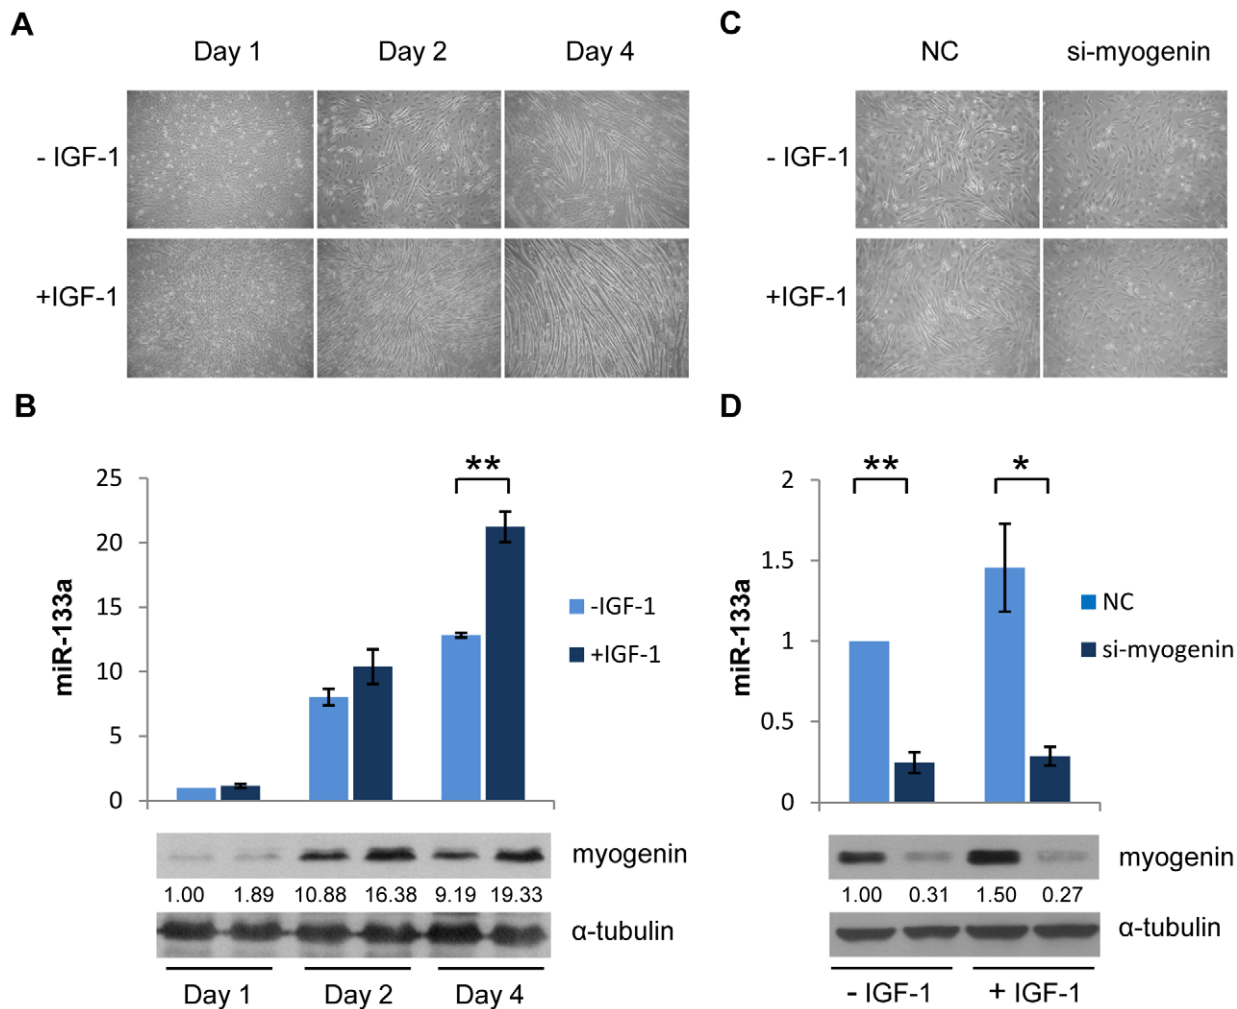 A
Day 1 Day 2 Day 4
- IGF-1
+IGF-1
C
NC si-myogenin
- IGF-1
+IGF-1
B
25
20
15
10
5
0
miR-133a
**
-IGF-1
+IGF-1
myogenin
1.00 1.89 10.88 16.38 9.19 19.33
α-tubulin
Day 1 Day 2 Day 4
D
2
1.5
1
0.5
0
miR-133a
** *
NC
si-myogenin
myogenin
1.00 0.31 1.50 0.27
α-tubulin
- IGF-1 + IGF-1